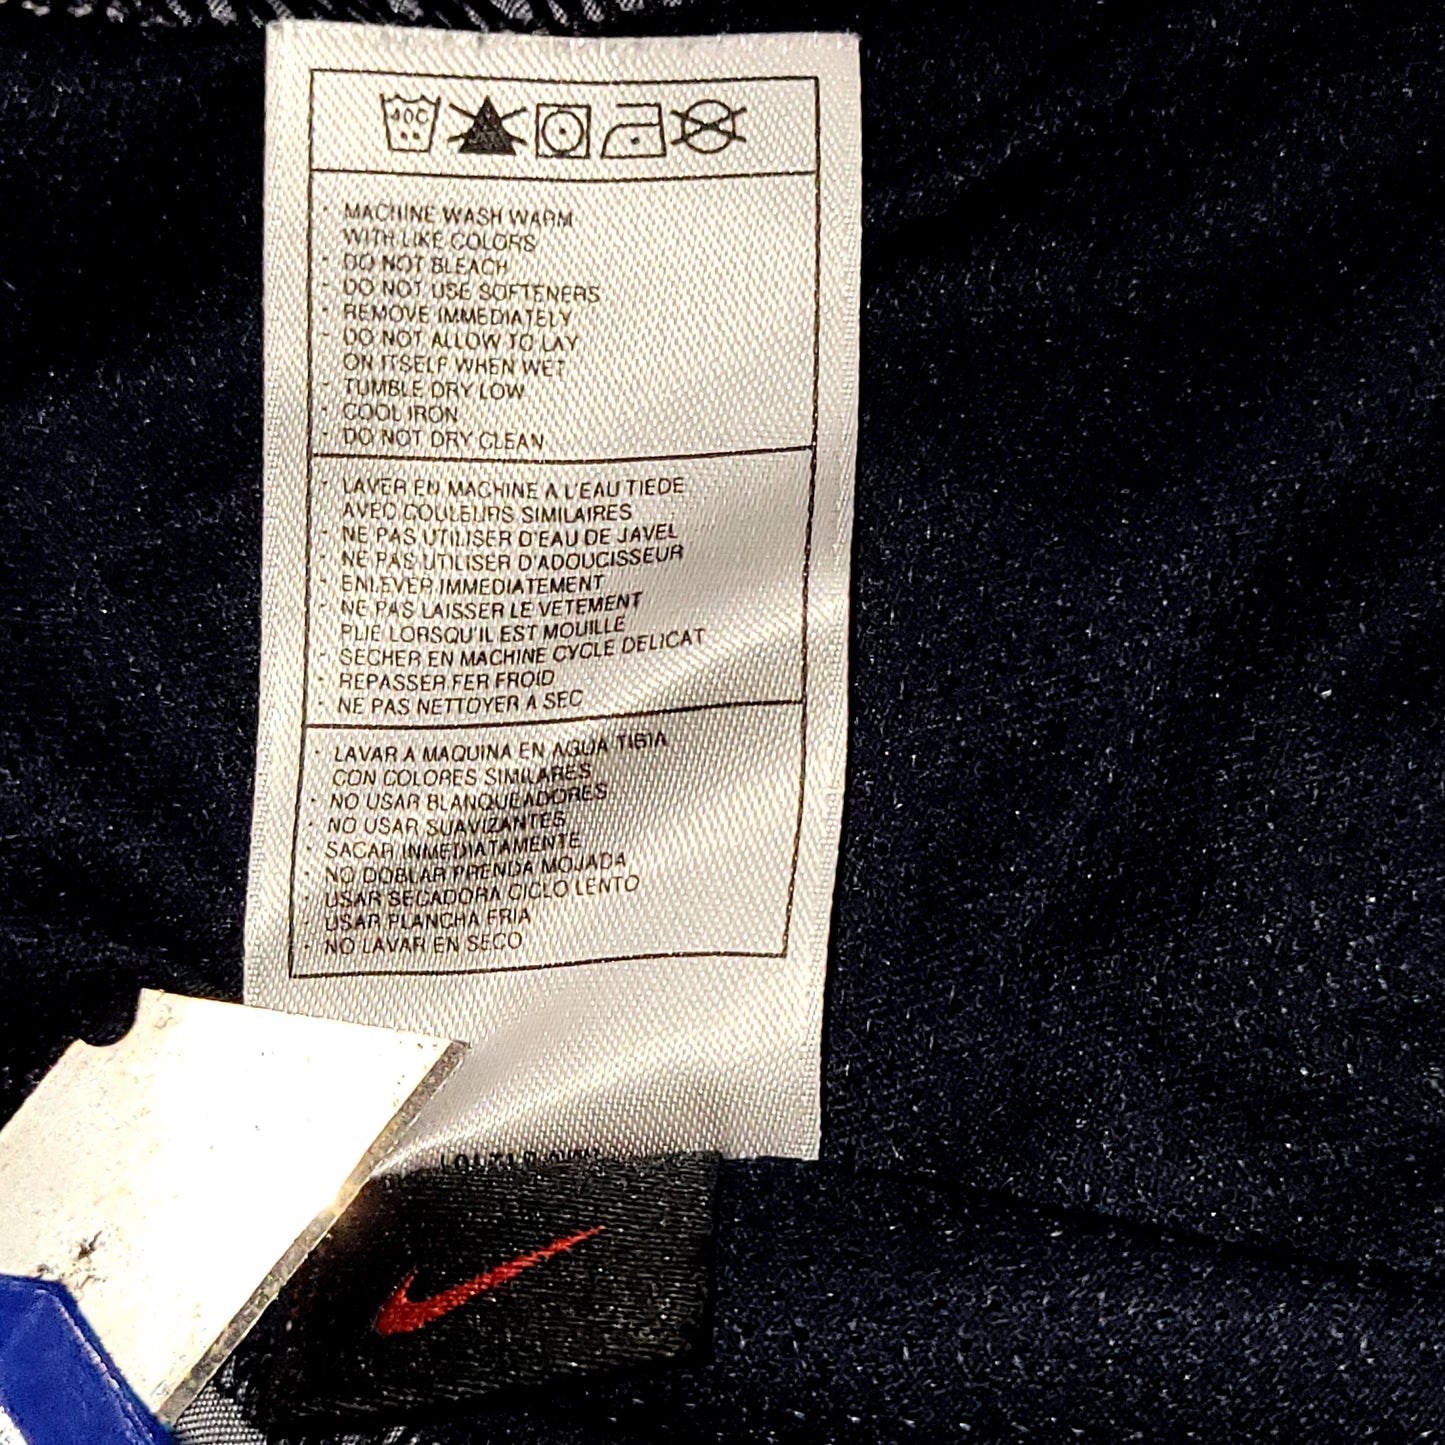 40C
· MACHINE WASH WARM
WITH LIKE COLORS
· DO NOT BLEACH
· DO NOT USE SOFTENERS
· REMOVE IMMEDIATELY
· DO NOT ALLOW TO LAY
ON ITSELF WHEN WET
· TUMBLE DRY LOW
· COOL IRON
· DO NOT DRY CLEAN
· LAVER EN MACHINE A L'EAU TIEDE
AVEC COULEURS SIMILAIRES
· NE PAS UTILISER D'EAU DE JAVEL
· NE PAS UTILISER D'ADOUCISSEUR
· ENLEVER IMMEDIATEMENT
· NE PAS LAISSER LE VETEMENT
PLIE LORSQU'IL EST MOUILLE
· SECHER EN MACHINE CYCLE DELICAT
· REPASSER FER FROID
· NE PAS NETTOYER A SEC
· LAVAR A MAQUINA EN AGUA TIBIA
CON COLORES SIMILARES
· NO USAR BLANQUEADORES
· NO USAR SUAVIZANTES
· SACAR INMEDIATAMENTE
· NO DOBLAR PRENDA MOJADA
· USAR SECADORA CICLO LENTO
· USAR PLANCHA FRIA
· NO LAVAR EN SECO